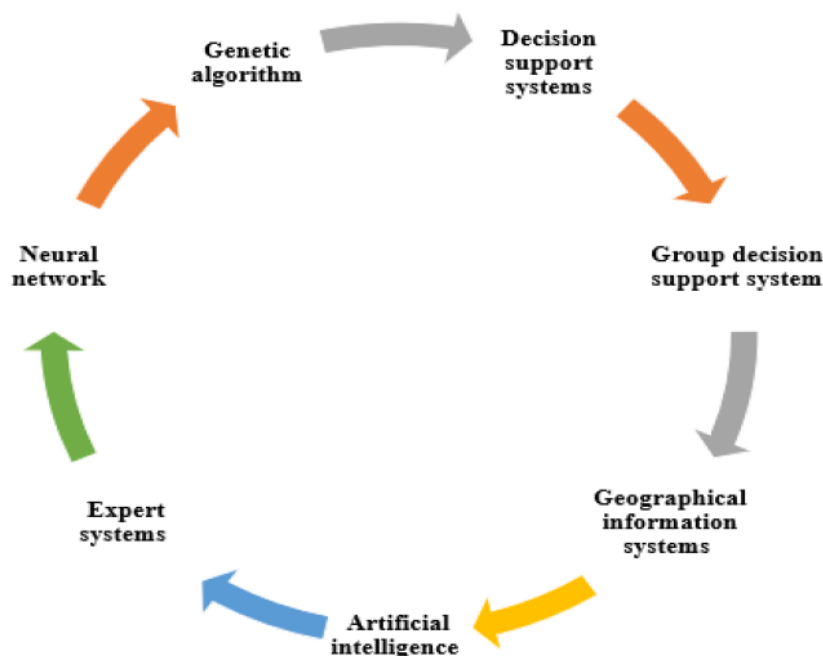 Genetic
algorithm
Decision
support
systems
Group decision
support system
Geographical
information
systems
Artificial
intelligence
Expert
systems
Neural
network